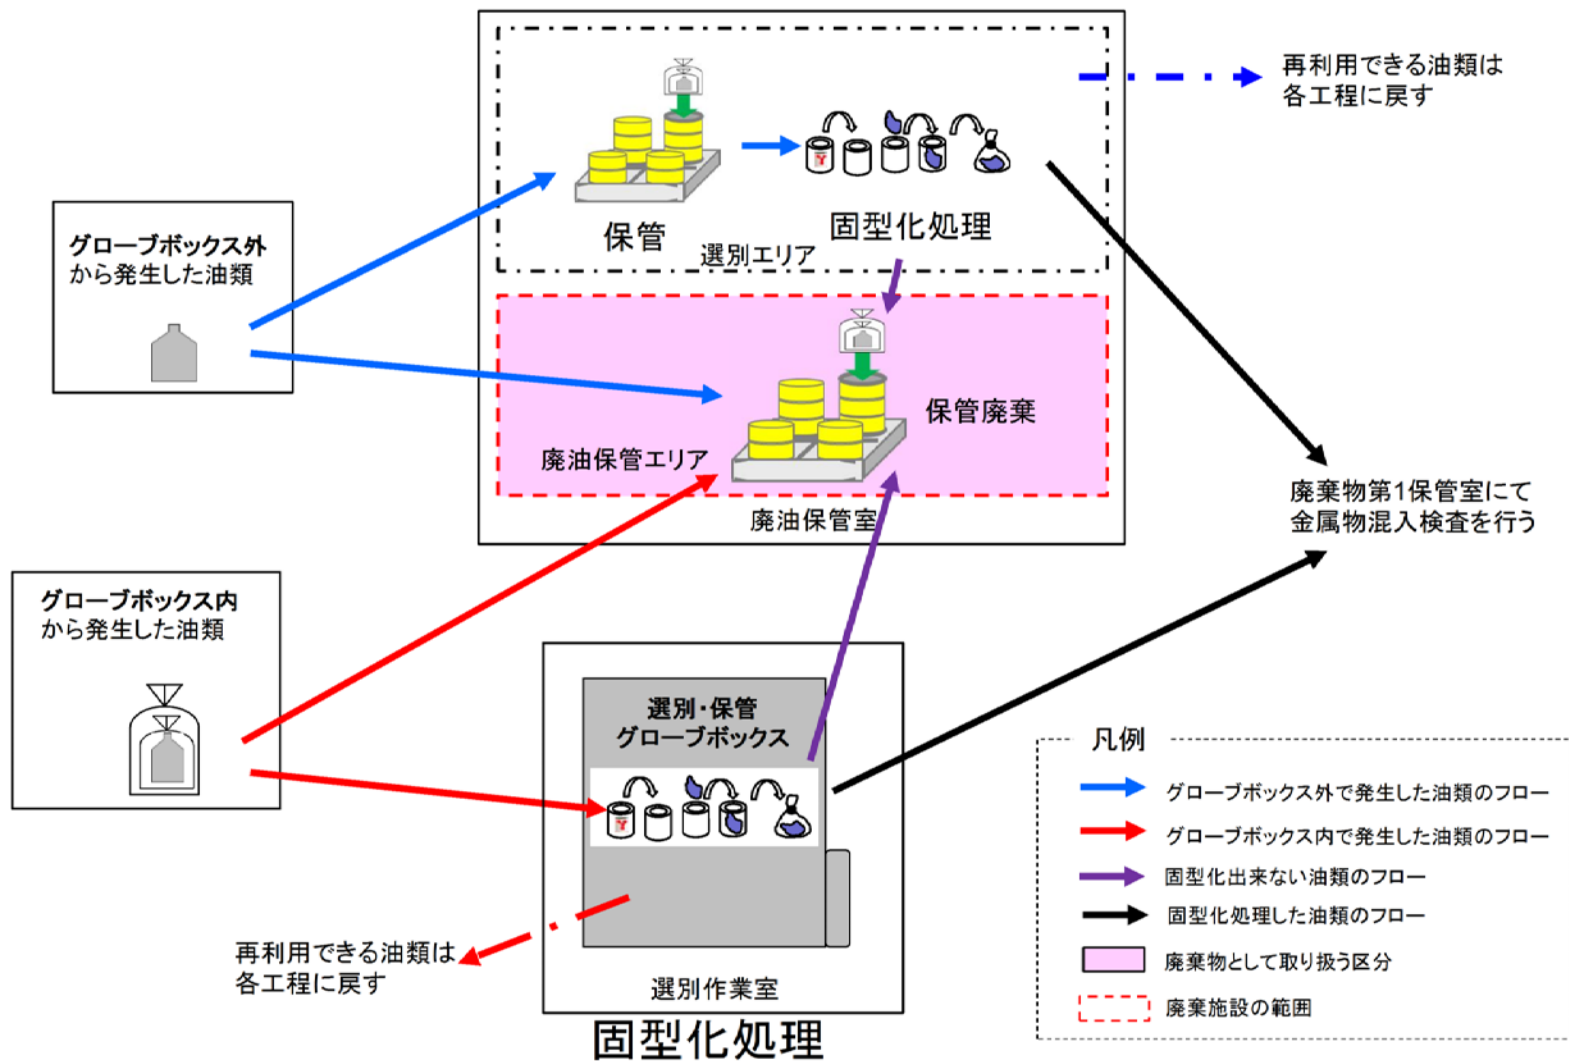 再利用できる油類は
各工程に戻す
保管
固型化処理
選別エリア
グローブボックス外
から発生した油類
保管廃棄
廃油保管エリア
廃油保管室
廃棄物第1保管室にて
金属物混入検査を行う
グローブボックス内
から発生した油類
選別・保管
グローブボックス
再利用できる油類は
各工程に戻す
選別作業室
固型化処理
凡例
グローブボックス外で発生した油類のフロー
グローブボックス内で発生した油類のフロー
固型化出来ない油類のフロー
固型化処理した油類のフロー
廃棄物として取り扱う区分
廃棄施設の範囲